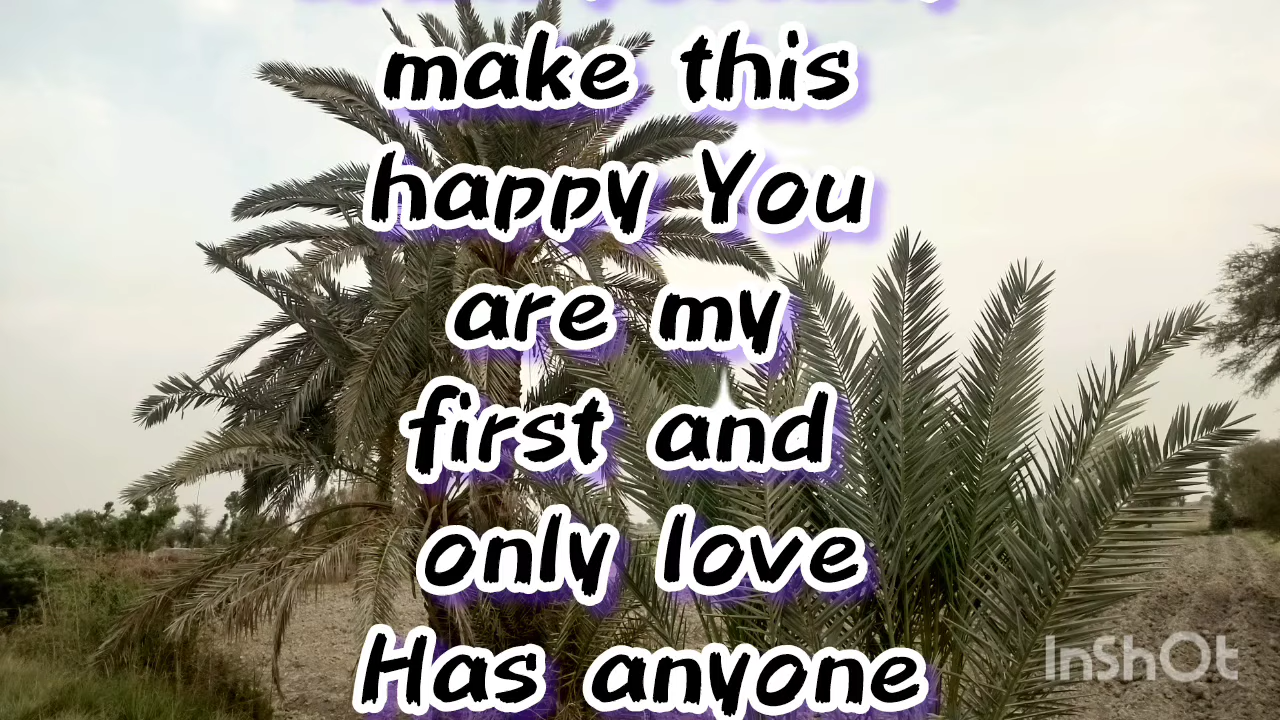 make this
happy You
are my
first and
only love
Has anyone
InShOt